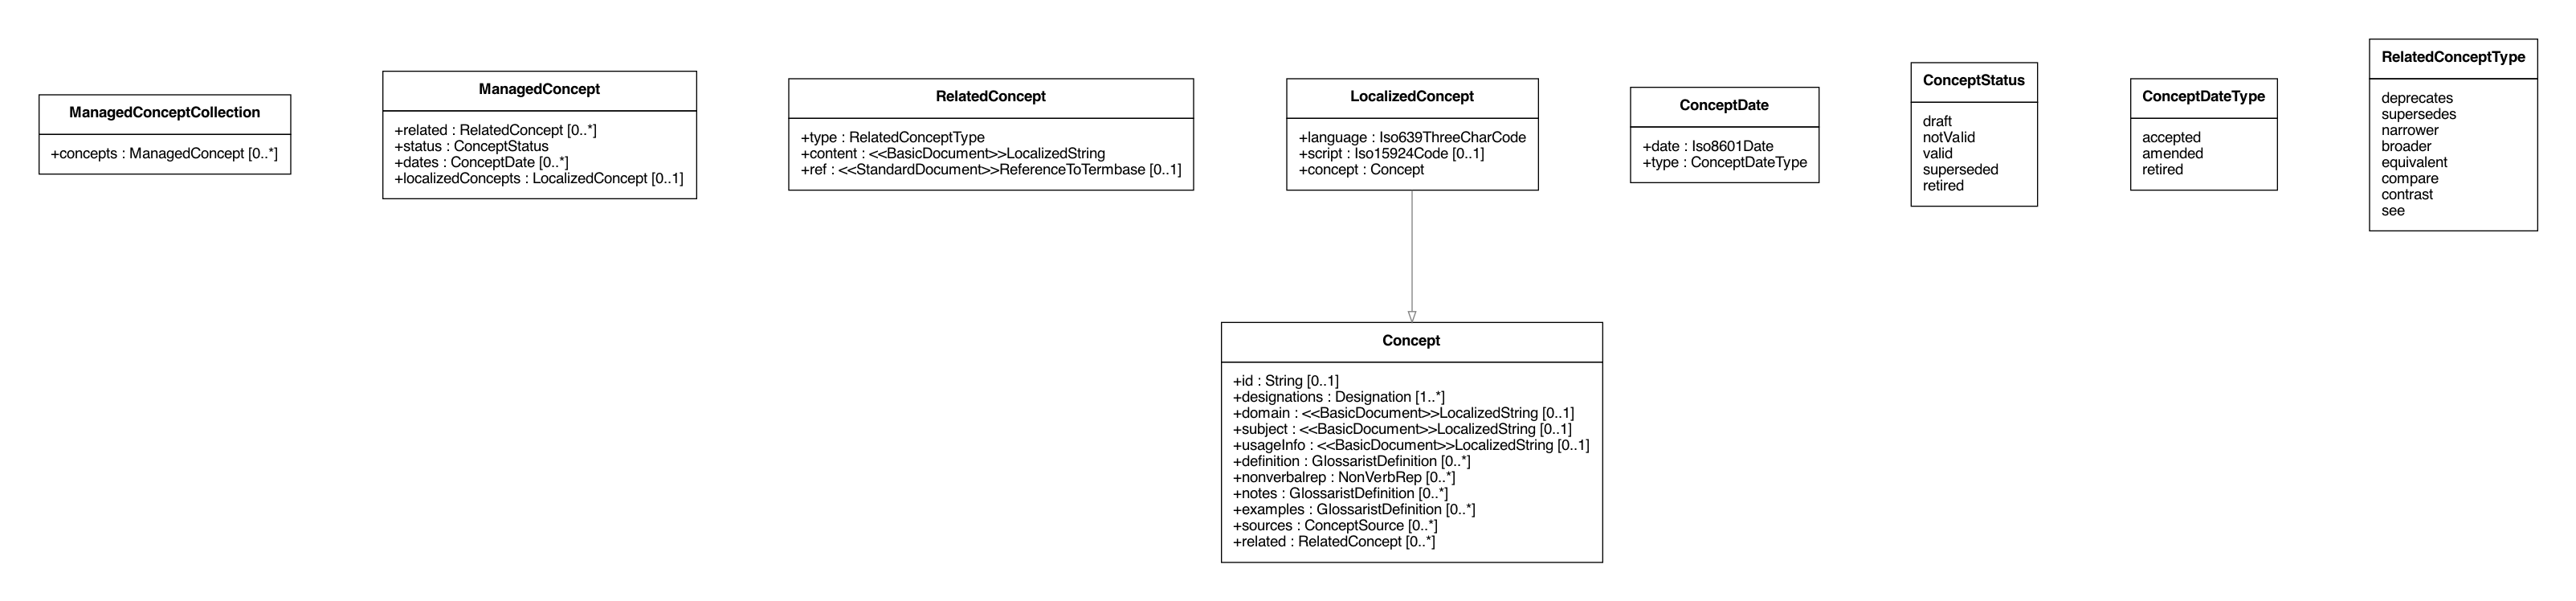 ManagedConceptCollection
+concepts : ManagedConcept [0..*]
ManagedConcept
+related : RelatedConcept [0..*]
+status : ConceptStatus
+dates : ConceptDate [0..*]
+localizedConcepts : LocalizedConcept [0..1]
RelatedConcept
+type : RelatedConceptType
+content : <<BasicDocument>>LocalizedString
+ref : <<StandardDocument>>ReferenceToTermbase [0..1]
LocalizedConcept
+language : Iso639ThreeCharCode
+script : Iso15924Code [0..1]
+concept : Concept
ConceptDate
+date : Iso8601Date
+type : ConceptDateType
ConceptStatus
draft
notValid
valid
superseded
retired
ConceptDateType
accepted
amended
retired
RelatedConceptType
deprecates
supersedes
narrower
broader
equivalent
compare
contrast
see
Concept
+id : String [0..1]
+designations : Designation [1..*]
+domain : <<BasicDocument>>LocalizedString [0..1]
+subject : <<BasicDocument>>LocalizedString [0..1]
+usageInfo : <<BasicDocument>>LocalizedString [0..1]
+definition : GlossaristDefinition [0..*]
+nonverbalrep : NonVerbRep [0..*]
+notes : GlossaristDefinition [0..*]
+examples : GlossaristDefinition [0..*]
+sources : ConceptSource [0..*]
+related : RelatedConcept [0..*]